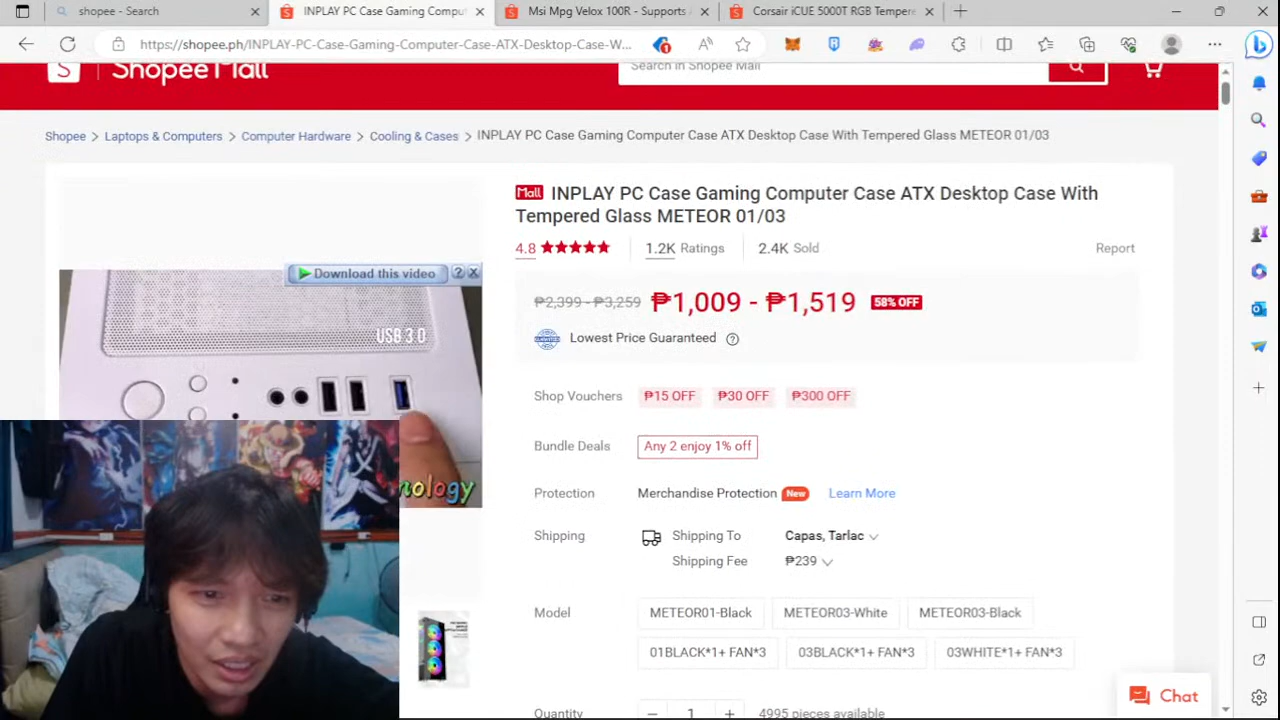 shopee - Search
INPLAY PC Case Gaming Comput
Msi Mpg Velox 100R - Supports
Corsair iCUE 5000T RGB Tempere
https://shopee.ph/INPLAY-PC-Case-Gaming-Computer-Case-ATX-Desktop-Case-W...
Shopee Mall
Search in Shopee Mall
Shopee > Laptops & Computers > Computer Hardware > Cooling & Cases > INPLAY PC Case Gaming Computer Case ATX Desktop Case With Tempered Glass METEOR 01/03
Mall INPLAY PC Case Gaming Computer Case ATX Desktop Case With
Tempered Glass METEOR 01/03
4.8 1.2K Ratings 2.4K Sold Report
Download this video
₱2,399 - ₱3,259 ₱1,009 - ₱1,519 58% OFF
USB 3.0
Lowest Price Guaranteed
Shop Vouchers ₱15 OFF ₱30 OFF ₱300 OFF
Bundle Deals Any 2 enjoy 1% off
nology
Protection Merchandise Protection New Learn More
Shipping Shipping To Capas, Tarlac
Shipping Fee ₱239
Model METEOR01-Black METEOR03-White METEOR03-Black
01BLACK*1+ FAN*3 03BLACK*1+ FAN*3 03WHITE*1+ FAN*3
Quantity 1 4995 pieces available
Chat